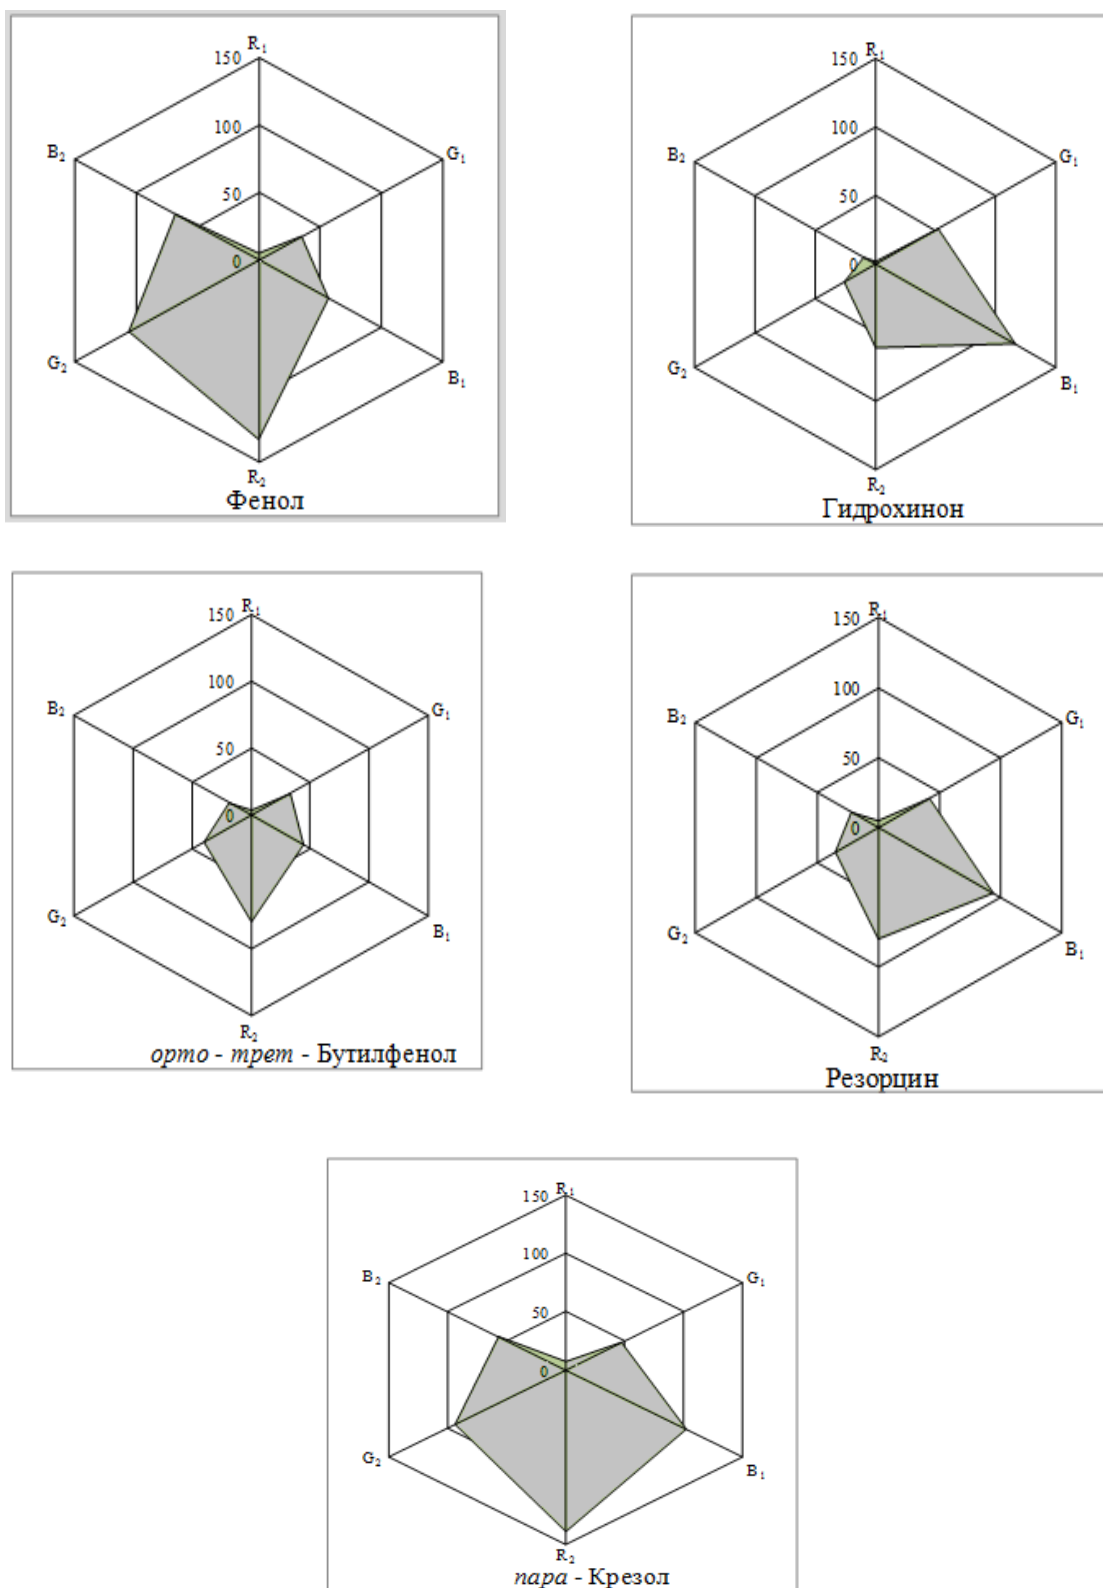 R₁
150
100
50
0
B₂
G₁
G₂
B₁
R₂
Фенол
R₁
150
100
50
0
B₂
G₁
G₂
B₁
R₂
Гидрохинон
R₁
150
100
50
0
B₂
G₁
G₂
B₁
R₂
орто - трет - Бутилфенол
R₁
150
100
50
0
B₂
G₁
G₂
B₁
R₂
Резорцин
R₁
150
100
50
0
B₂
G₁
G₂
B₁
R₂
пара - Крезол